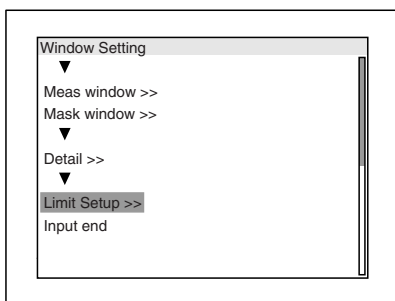 Window Setting
▼
Meas window >>
Mask window >>
▼
Detail >>
▼
Limit Setup >>
Input end